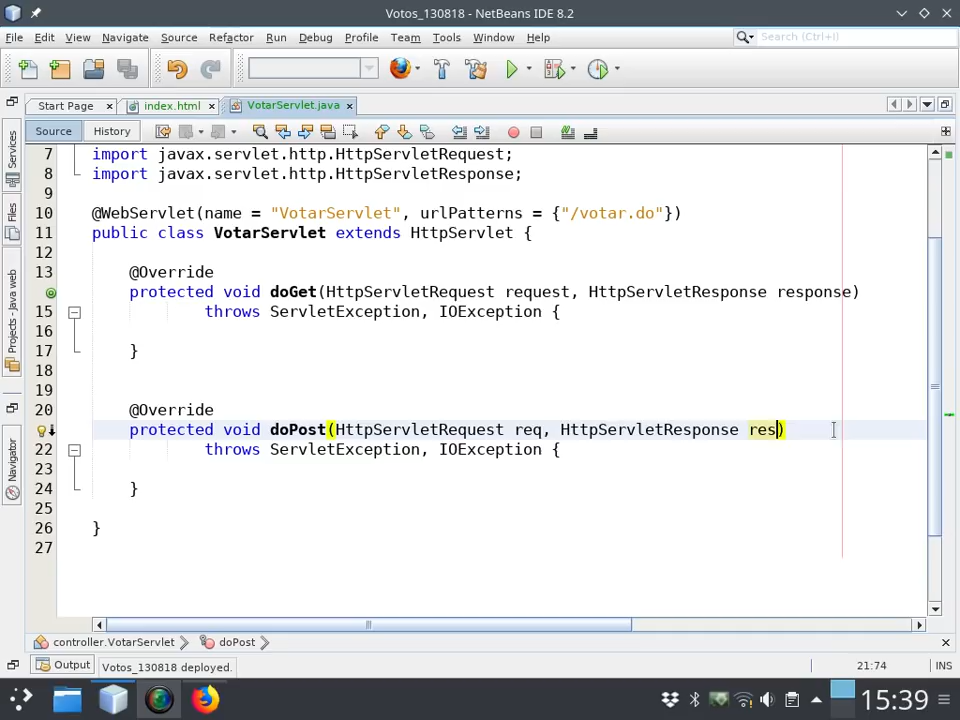 Votos_130818 - NetBeans IDE 8.2
File Edit View Navigate Source Refactor Run Debug Profile Team Tools Window Help
Search (Ctrl+I)
Start Page index.html VotarServlet.java
Source History
7 import javax.servlet.http.HttpServletRequest;
8 import javax.servlet.http.HttpServletResponse;
9
10 @WebServlet(name = "VotarServlet", urlPatterns = {"/votar.do"})
11 public class VotarServlet extends HttpServlet {
12
13 @Override
protected void doGet(HttpServletRequest request, HttpServletResponse response)
15 throws ServletException, IOException {
16
17 }
18
19
20 @Override
protected void doPost(HttpServletRequest req, HttpServletResponse res)
22 throws ServletException, IOException {
23
24 }
25
26 }
27
Services
Files
Projects - Java web
Navigator
controller.VotarServlet doPost
Output Votos_130818 deployed. 21:74 INS
15:39